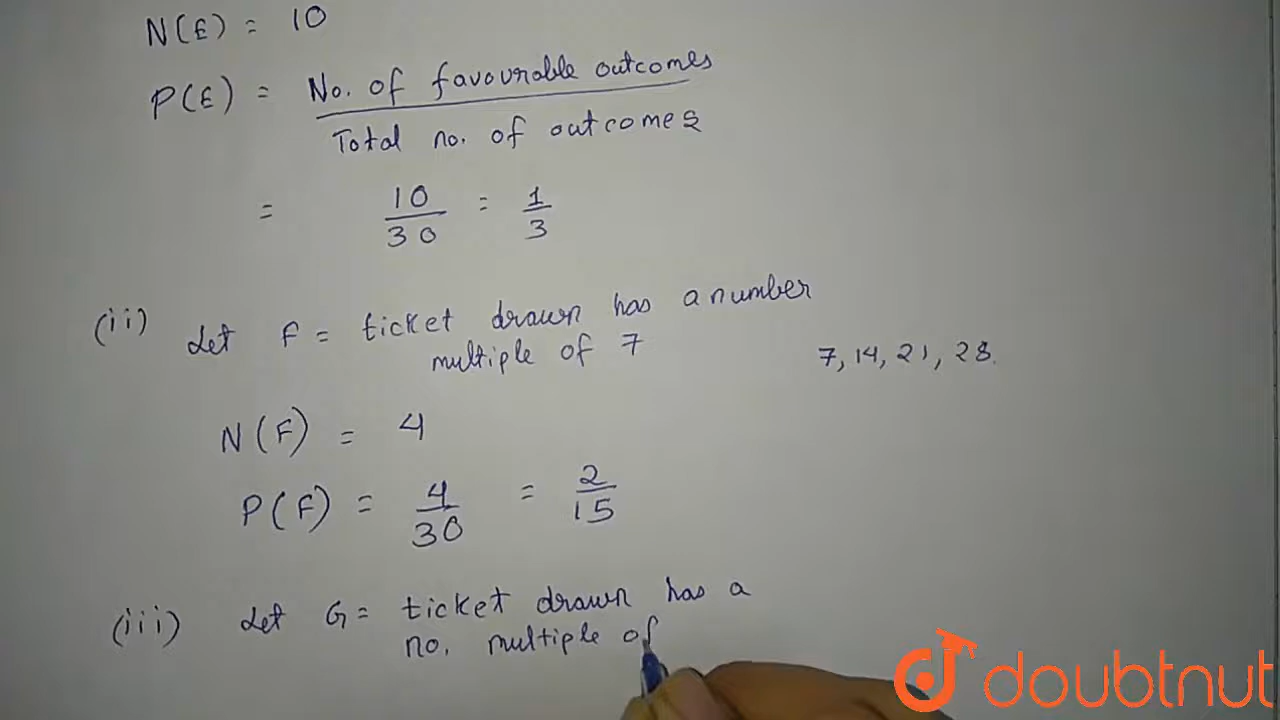 N(E) = 10
P(E) = No. of favourable outcomes
Total no. of outcomes
= 10/30 = 1/3
(ii) Let F = ticket drawn has a number
multiple of 7
7, 14, 21, 28.
N(F) = 4
P(F) = 4/30 = 2/15
(iii) Let G = ticket drawn has a
no. multiple of
doubtnut